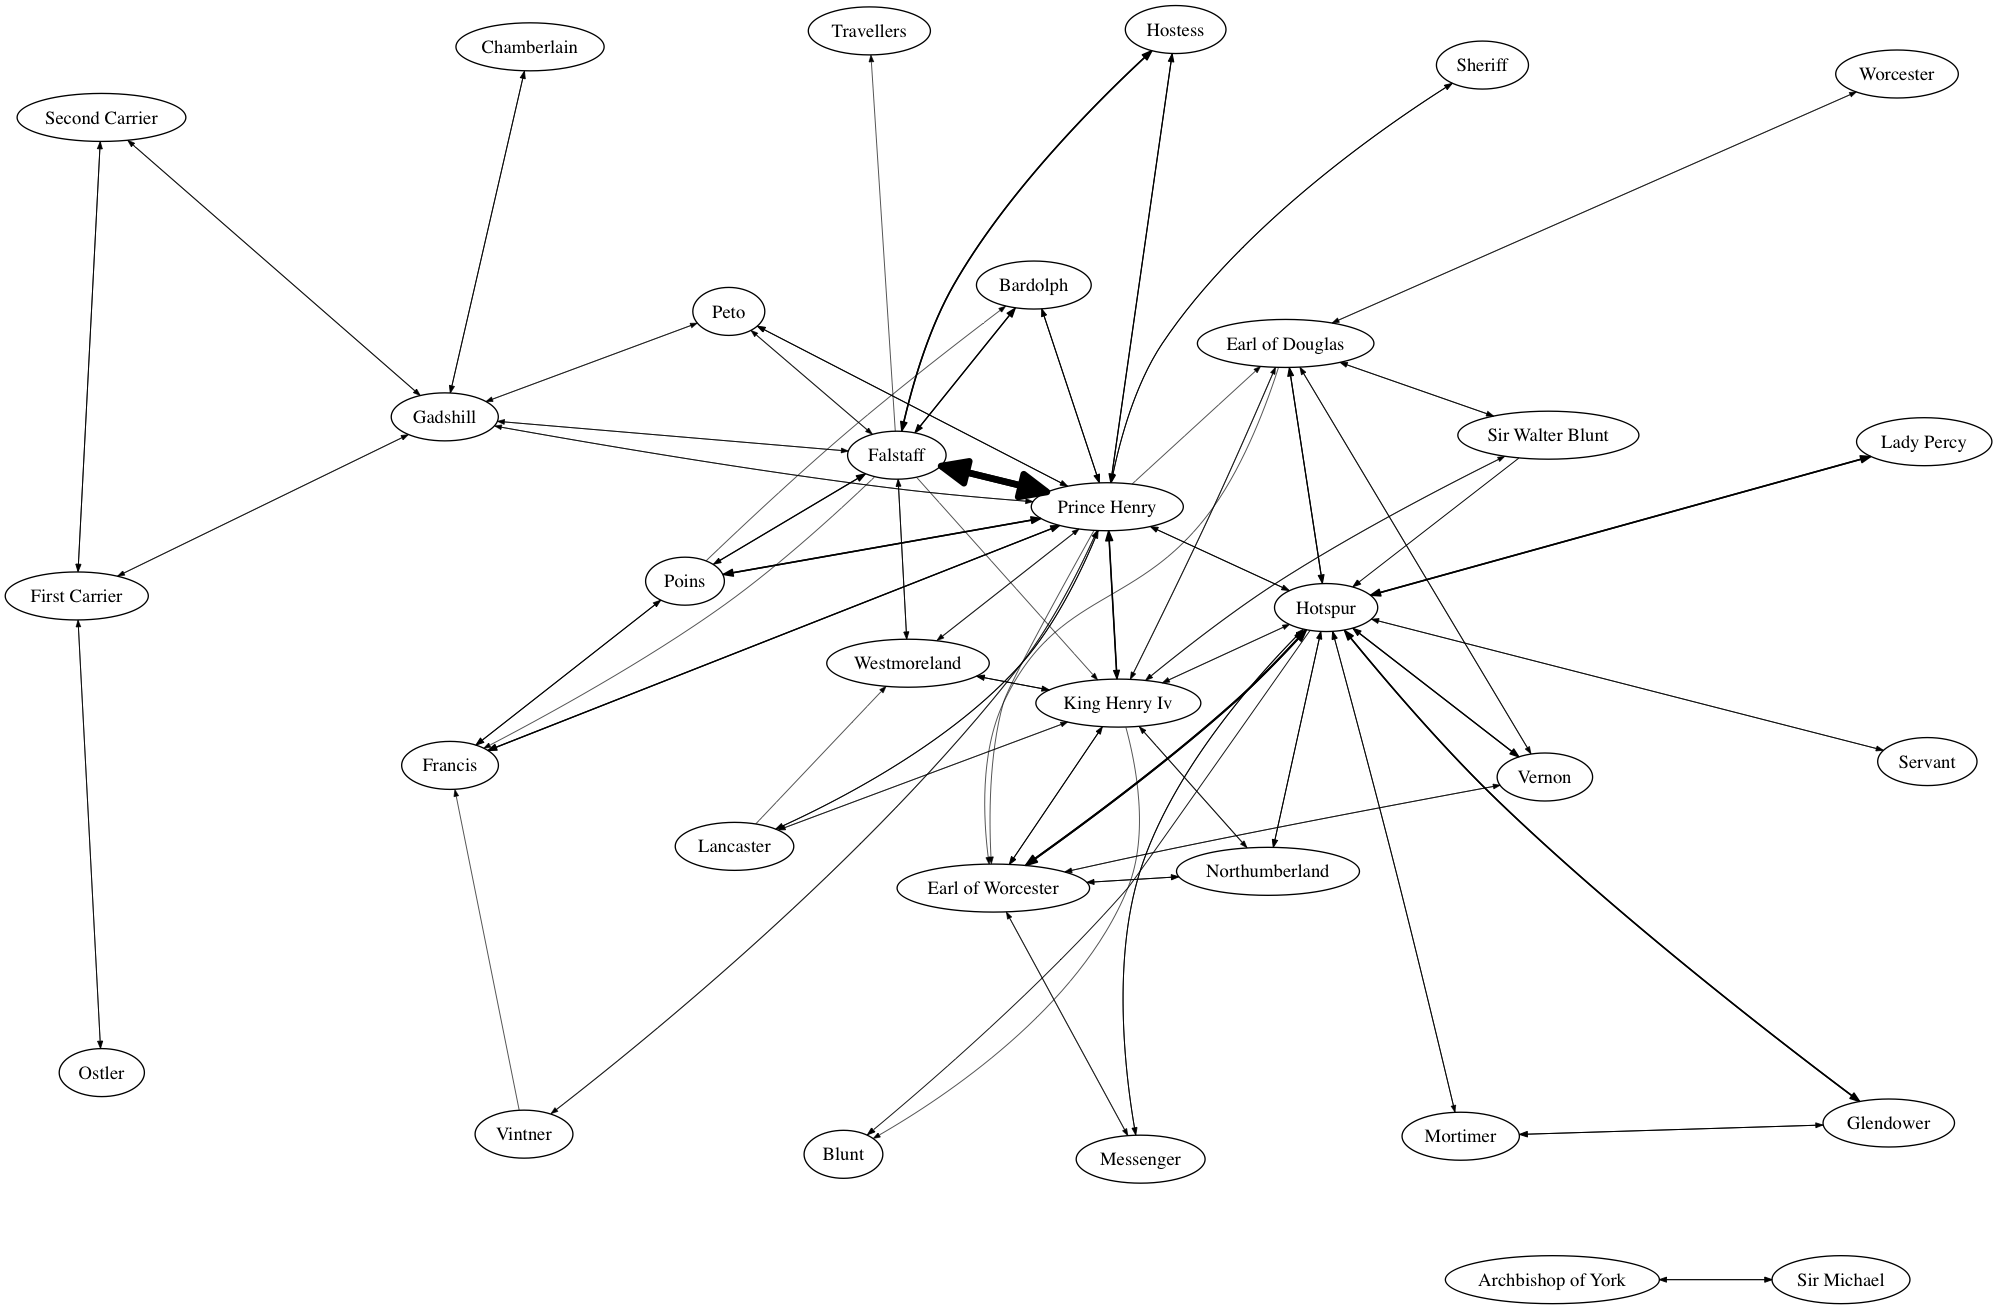 Travellers
Hostess
Chamberlain
Sheriff
Worcester
Second Carrier
Bardolph
Peto
Earl of Douglas
Gadshill
Sir Walter Blunt
Lady Percy
Falstaff
Prince Henry
Poins
First Carrier
Hotspur
Westmoreland
King Henry Iv
Francis
Servant
Vernon
Lancaster
Northumberland
Earl of Worcester
Ostler
Glendower
Vintner
Mortimer
Blunt
Messenger
Archbishop of York
Sir Michael